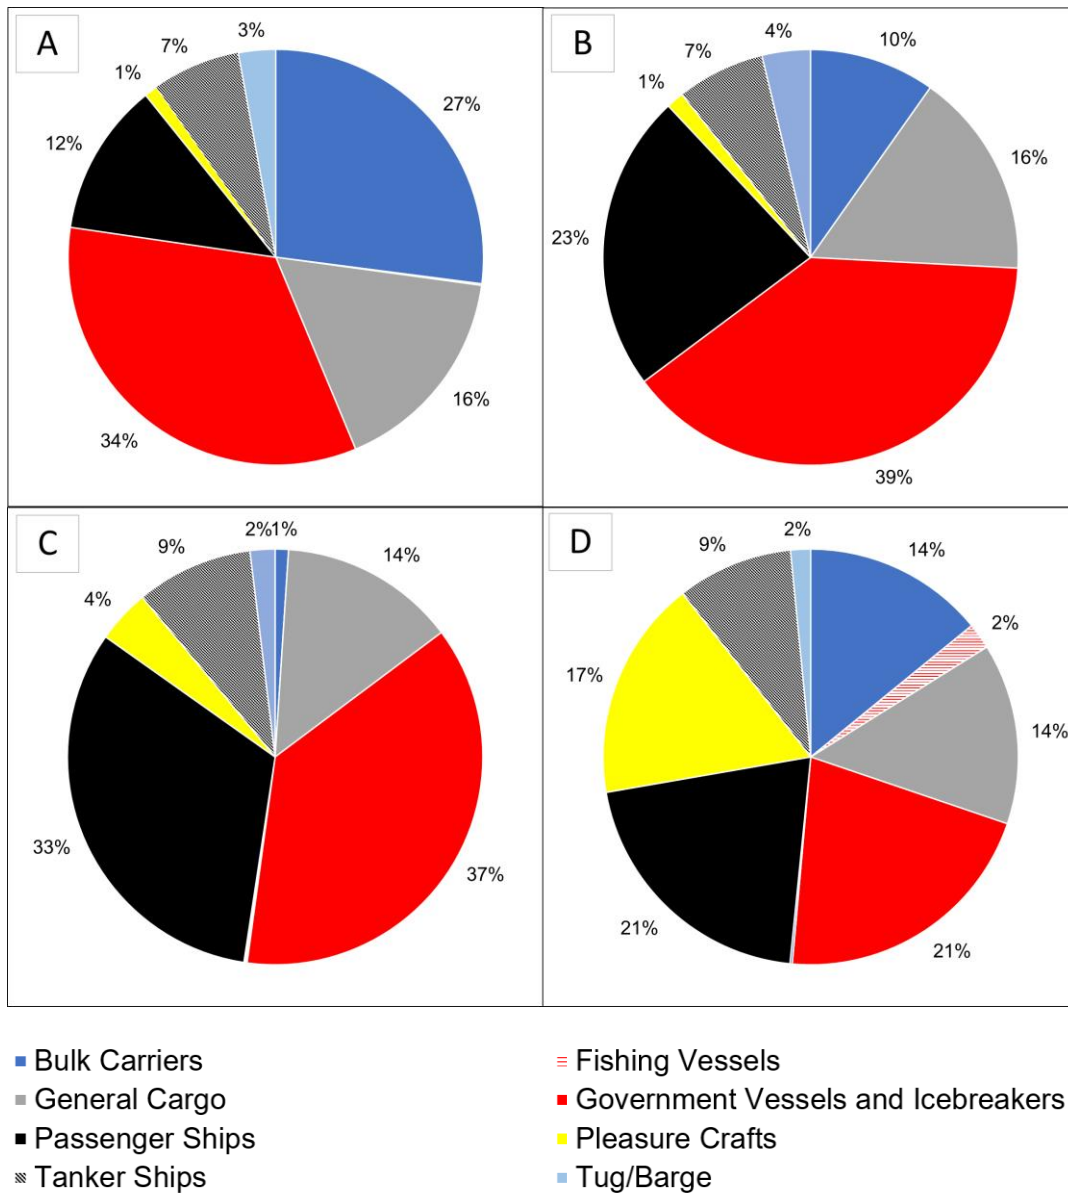 A
3%
7%
1%
27%
12%
34%
16%
B
4%
10%
7%
1%
16%
23%
39%
C
2% 1%
9%
14%
4%
33%
37%
D
2%
9%
14%
2%
17%
14%
21%
21%
Bulk Carriers
Fishing Vessels
General Cargo
Government Vessels and Icebreakers
Passenger Ships
Pleasure Crafts
Tanker Ships
Tug/Barge